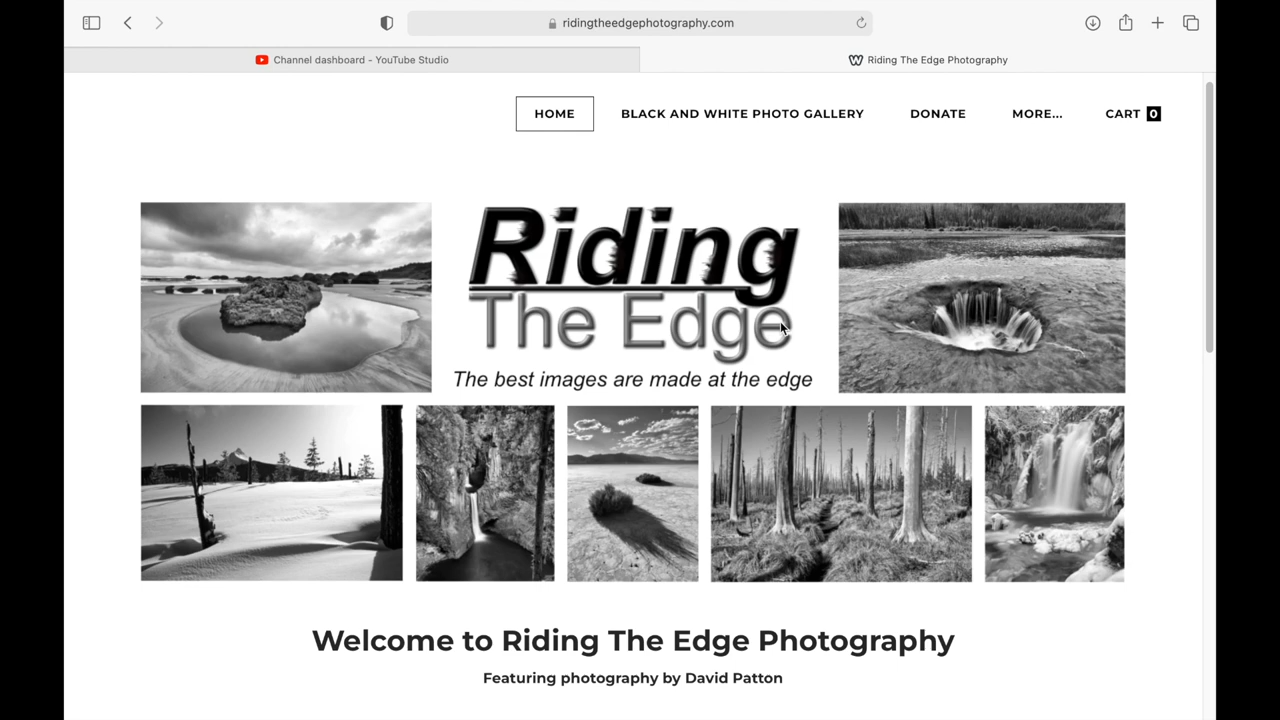 ridingtheedgephotography.com
Channel dashboard - YouTube Studio
Riding The Edge Photography
HOME
BLACK AND WHITE PHOTO GALLERY
DONATE
MORE...
CART 0
Riding
The Edge
The best images are made at the edge
Welcome to Riding The Edge Photography
Featuring photography by David Patton